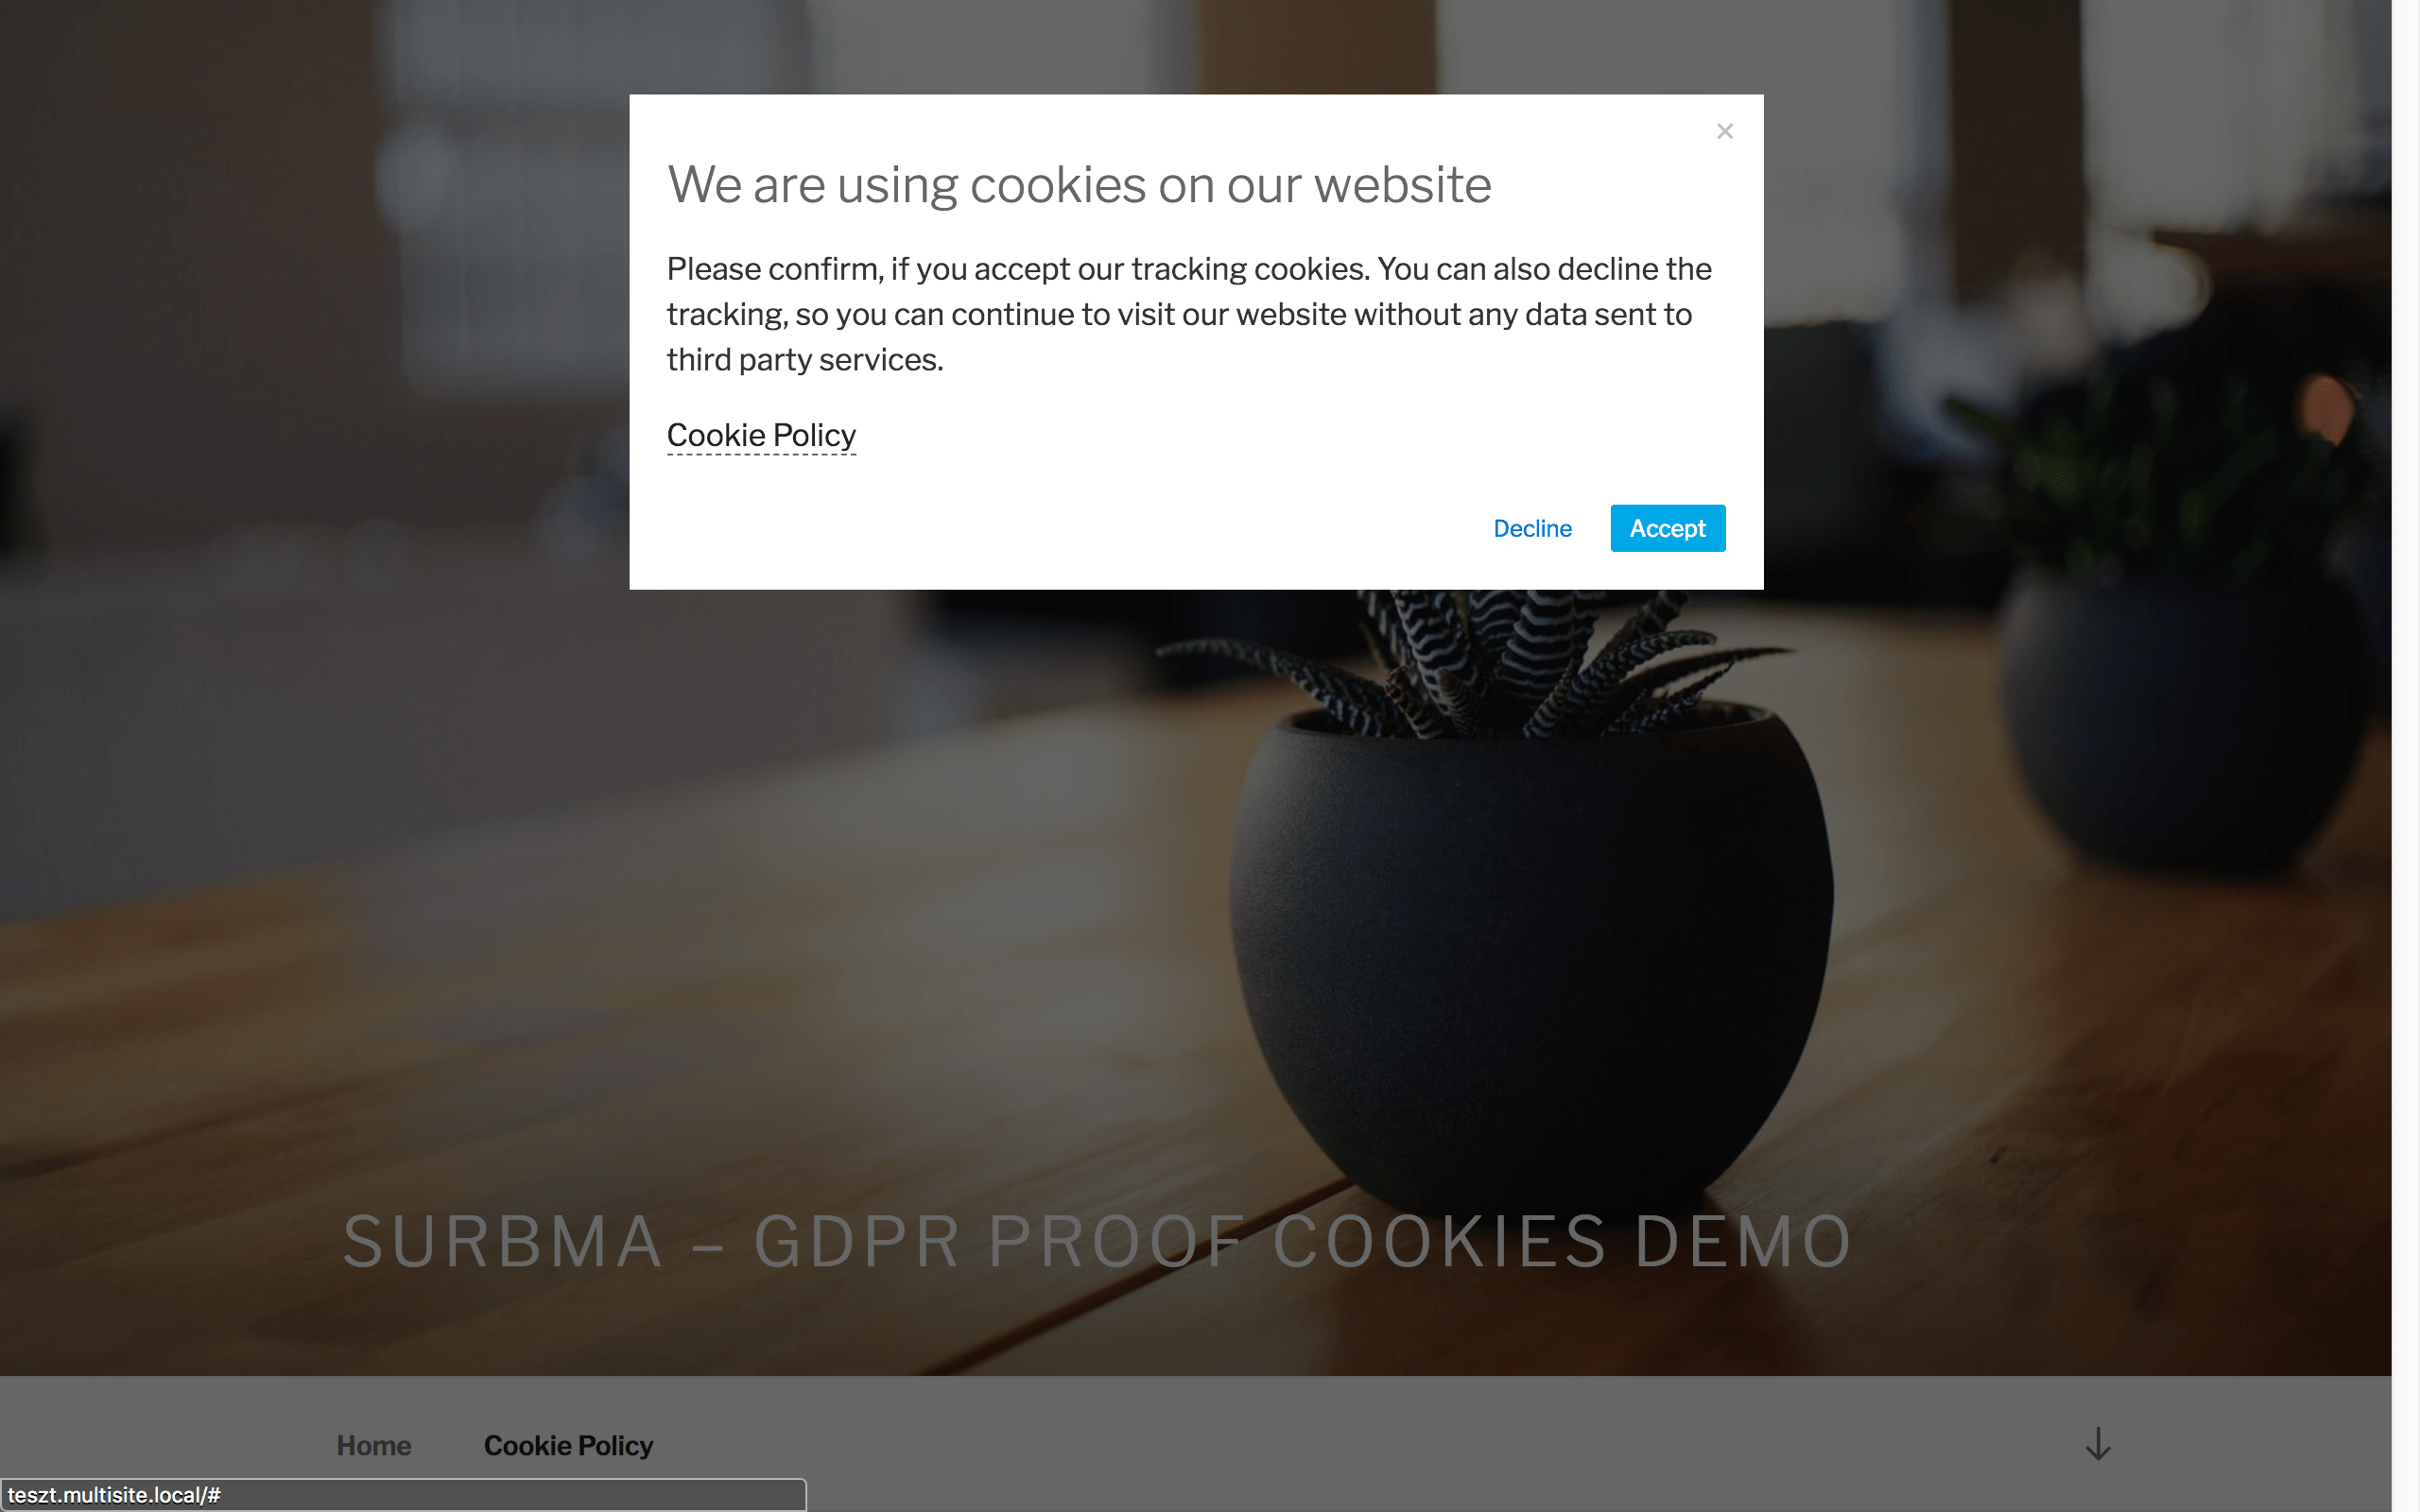 ×
We are using cookies on our website
Please confirm, if you accept our tracking cookies. You can also decline the
tracking, so you can continue to visit our website without any data sent to
third party services.
Cookie Policy
Decline
Accept
SURBMA – GDPR PROOF COOKIES DEMO
Home
Cookie Policy
teszt.multisite.local/#